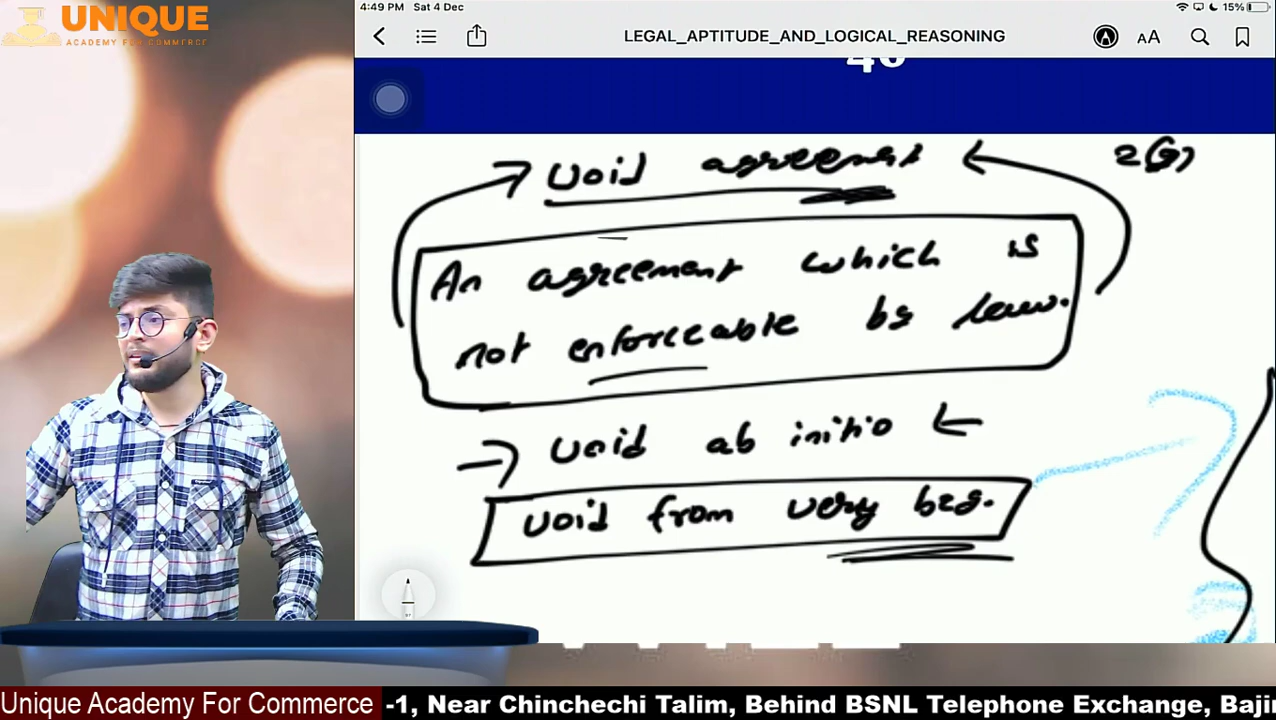 UNIQUE
ACADEMY FOR COMMERCE
4:49 PM Sat 4 Dec
15%
LEGAL_APTITUDE_AND_LOGICAL_REASONING
AA
46
void agreement
2(g)
An agreement which is
not enforceable by law.
void ab initio
void from very beg.
Unique Academy For Commerce
-1, Near Chinchechi Talim, Behind BSNL Telephone Exchange, Baji